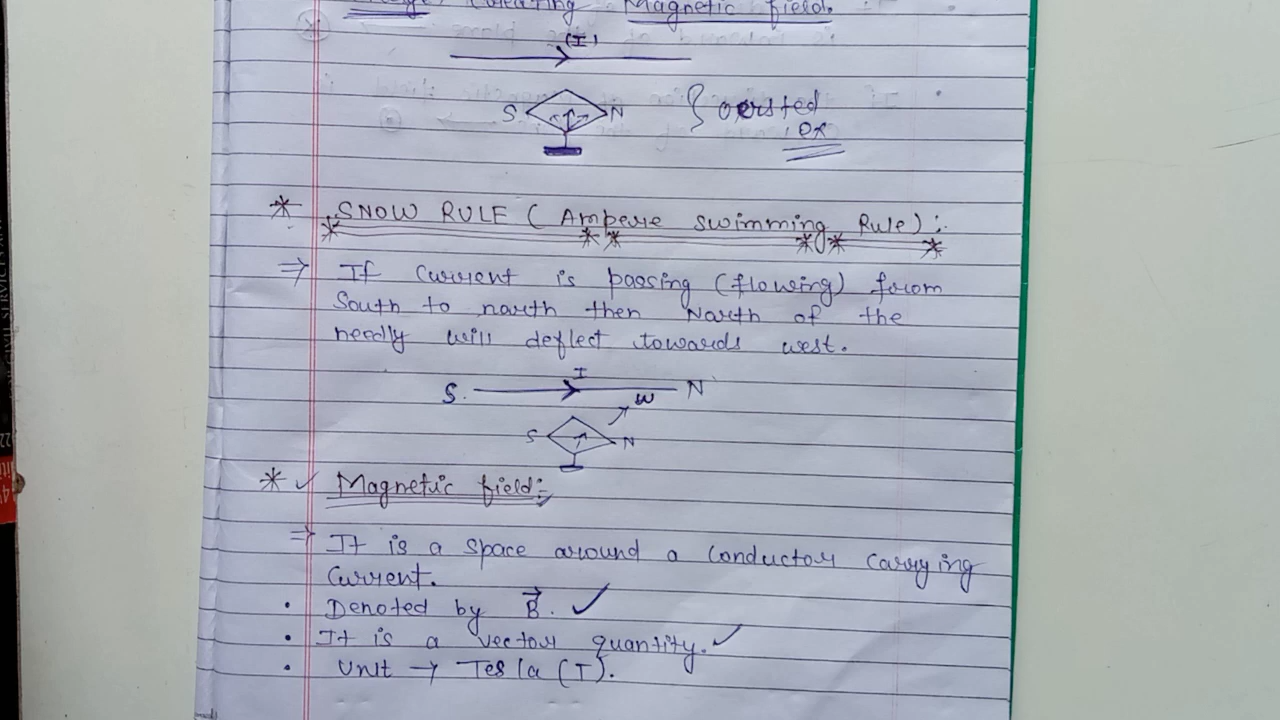 Creating Magnetic field.
(I)
S N } oersted
ex
* SNOW RULE ( Ampere swimming Rule) :
⇒ If current is passing (flowing) from
South to north then North of the
needly will deflect towards west.
I
S. N
W
S N
* ✓ Magnetic field:
⇒ It is a space around a conductor carrying
current.
• Denoted by B⃗. ✓
• It is a vector quantity. ✓
• Unit → Tesla (T).